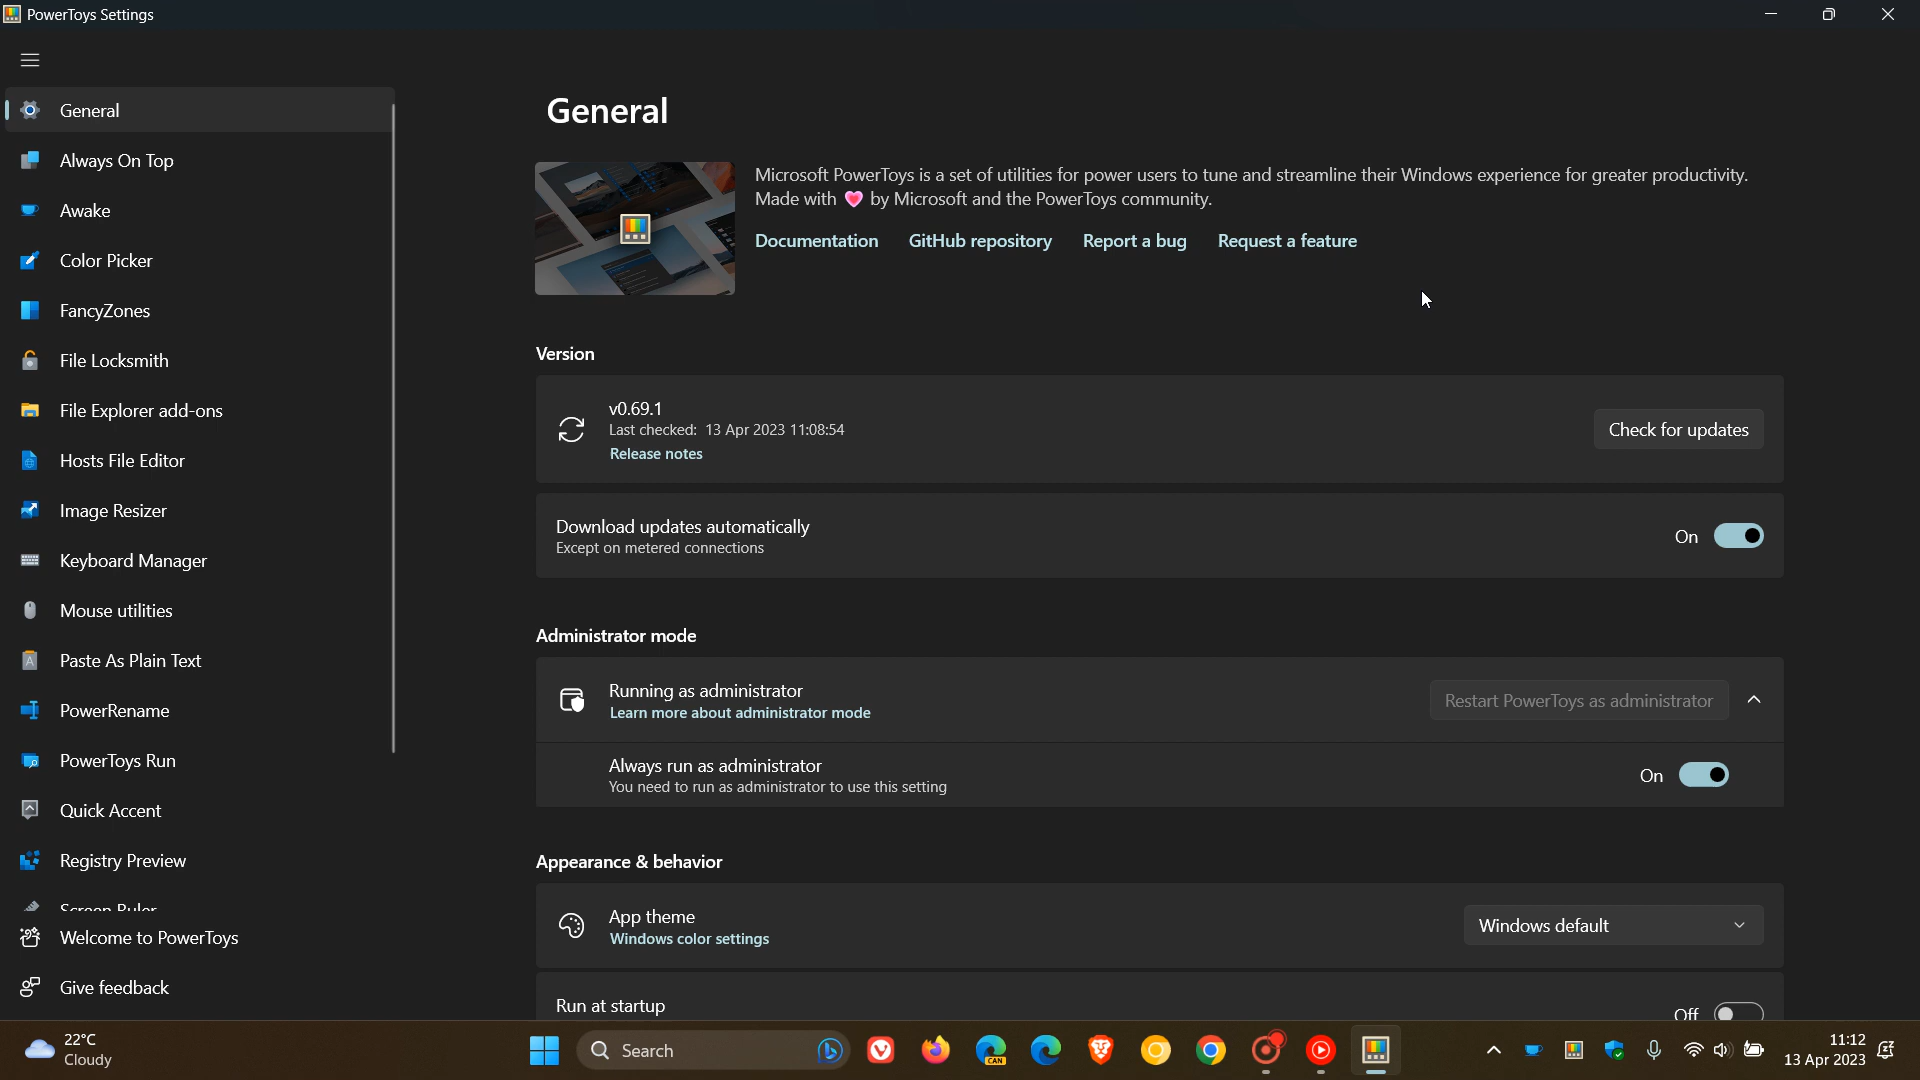 PowerToys Settings
General
Always On Top
Awake
Color Picker
FancyZones
File Locksmith
File Explorer add-ons
Hosts File Editor
Image Resizer
Keyboard Manager
Mouse utilities
Paste As Plain Text
PowerRename
PowerToys Run
Quick Accent
Registry Preview
Screen Ruler
Welcome to PowerToys
Give feedback
General
Microsoft PowerToys is a set of utilities for power users to tune and streamline their Windows experience for greater productivity.
Made with 💗 by Microsoft and the PowerToys community.
Documentation GitHub repository Report a bug Request a feature
Version
v0.69.1
Last checked: 13 Apr 2023 11:08:54
Release notes
Check for updates
Download updates automatically
Except on metered connections
On
Administrator mode
Running as administrator
Learn more about administrator mode
Restart PowerToys as administrator
Always run as administrator
You need to run as administrator to use this setting
On
Appearance & behavior
App theme
Windows color settings
Windows default
Run at startup
Off
22°C
Cloudy
Search
CAN
11:12
13 Apr 2023